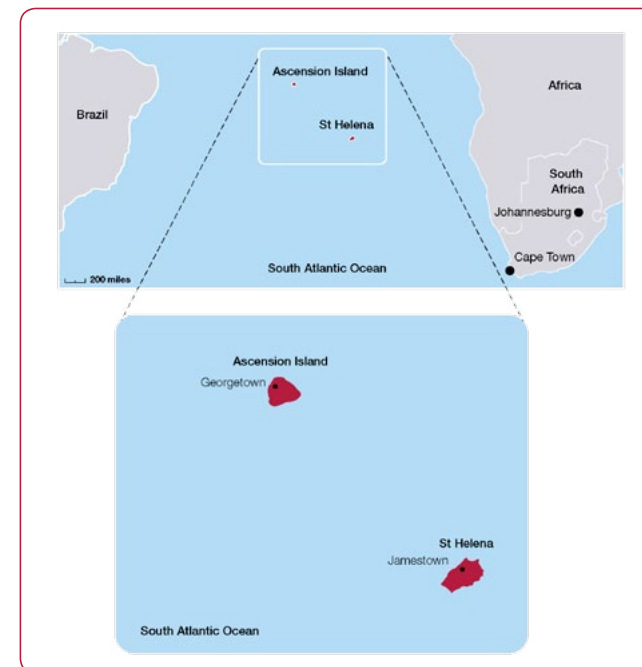 Ascension Island
Brazil
Africa
St Helena
South
Africa
Johannesburg
Cape Town
South Atlantic Ocean
200 miles
Ascension Island
Georgetown
St Helena
Jamestown
South Atlantic Ocean